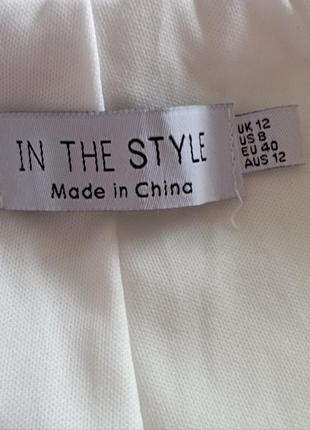 IN THE STYLE
Made in China
UK 12
US 8
EU 40
AUS 12